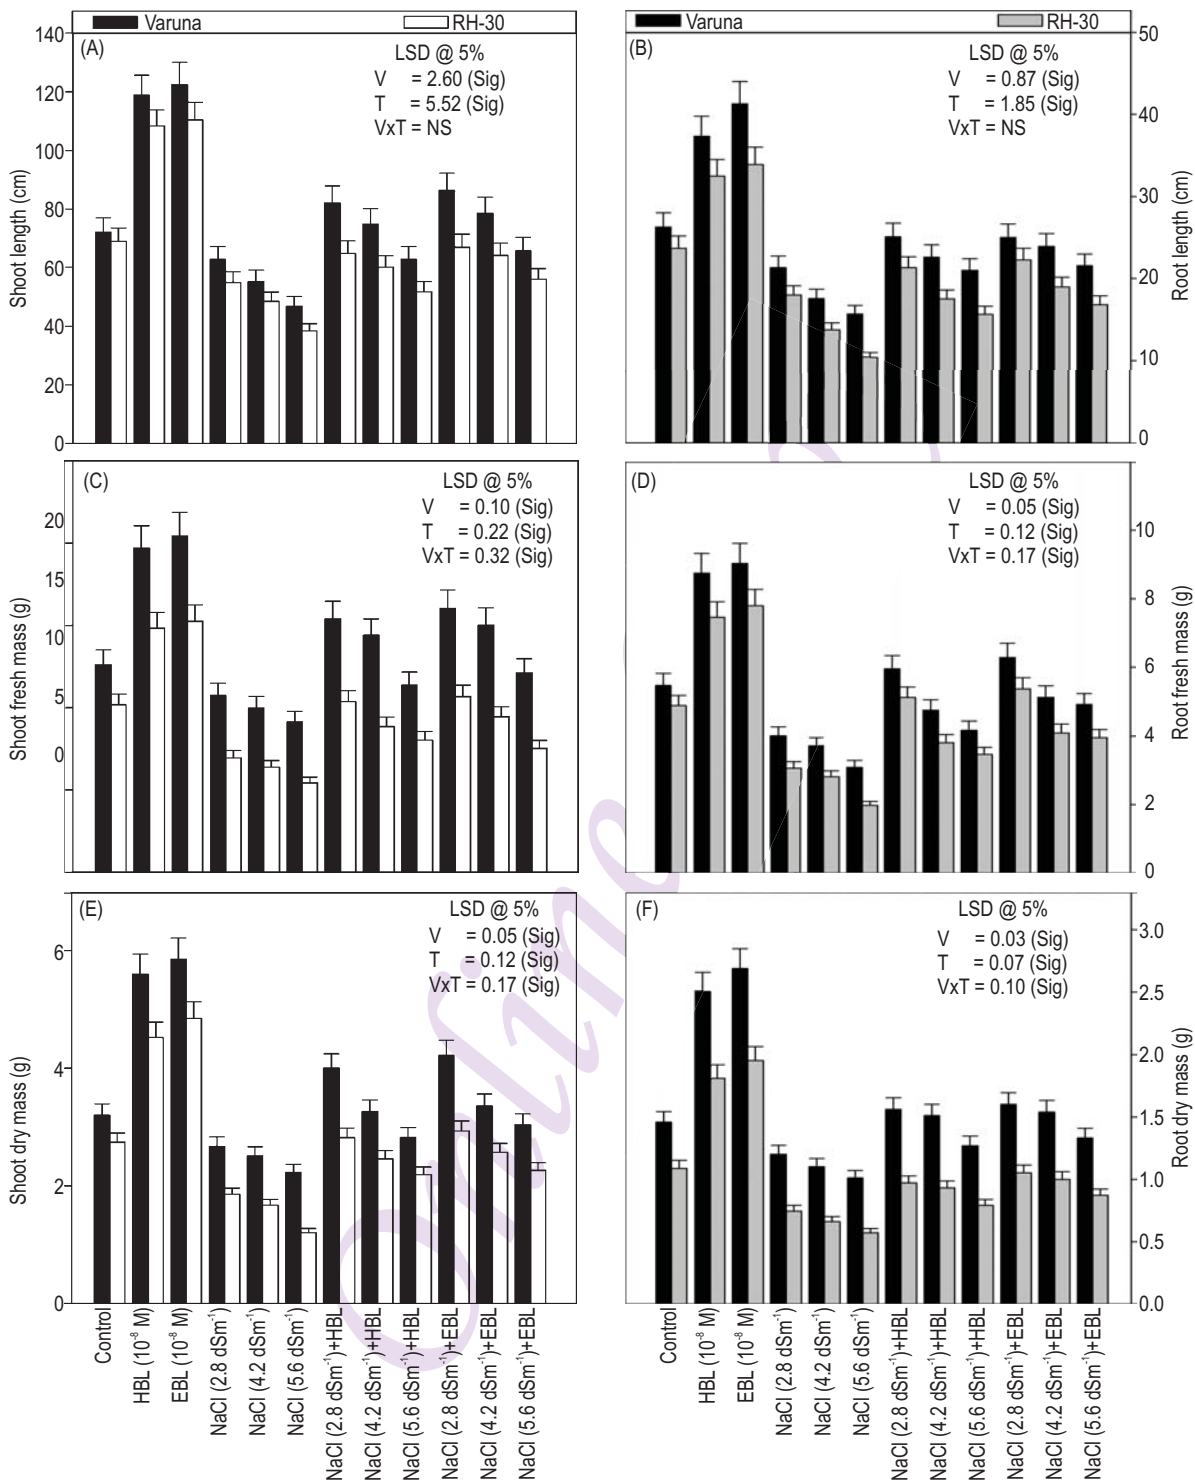 Varuna RH-30
140
120
100
80
60
40
20
0
Shoot length (cm)
(A)
LSD @ 5%
V = 2.60 (Sig)
T = 5.52 (Sig)
VxT = NS
Varuna RH-30
(B)
LSD @ 5%
V = 0.87 (Sig)
T = 1.85 (Sig)
VxT = NS
50
40
30
20
10
0
Root length (cm)
20
15
10
5
0
Shoot fresh mass (g)
(C)
LSD @ 5%
V = 0.10 (Sig)
T = 0.22 (Sig)
VxT = 0.32 (Sig)
(D)
LSD @ 5%
V = 0.05 (Sig)
T = 0.12 (Sig)
VxT = 0.17 (Sig)
10
8
6
4
2
0
Root fresh mass (g)
6
4
2
0
Shoot dry mass (g)
(E)
LSD @ 5%
V = 0.05 (Sig)
T = 0.12 (Sig)
VxT = 0.17 (Sig)
(F)
LSD @ 5%
V = 0.03 (Sig)
T = 0.07 (Sig)
VxT = 0.10 (Sig)
3.0
2.5
2.0
1.5
1.0
0.5
0.0
Root dry mass (g)
Control
HBL (10⁻⁸ M)
EBL (10⁻⁸ M)
NaCl (2.8 dSm⁻¹)
NaCl (4.2 dSm⁻¹)
NaCl (5.6 dSm⁻¹)
NaCl (2.8 dSm⁻¹)+HBL
NaCl (4.2 dSm⁻¹)+HBL
NaCl (5.6 dSm⁻¹)+HBL
NaCl (2.8 dSm⁻¹)+EBL
NaCl (4.2 dSm⁻¹)+EBL
NaCl (5.6 dSm⁻¹)+EBL
Control
HBL (10⁻⁸ M)
EBL (10⁻⁸ M)
NaCl (2.8 dSm⁻¹)
NaCl (4.2 dSm⁻¹)
NaCl (5.6 dSm⁻¹)
NaCl (2.8 dSm⁻¹)+HBL
NaCl (4.2 dSm⁻¹)+HBL
NaCl (5.6 dSm⁻¹)+HBL
NaCl (2.8 dSm⁻¹)+EBL
NaCl (4.2 dSm⁻¹)+EBL
NaCl (5.6 dSm⁻¹)+EBL